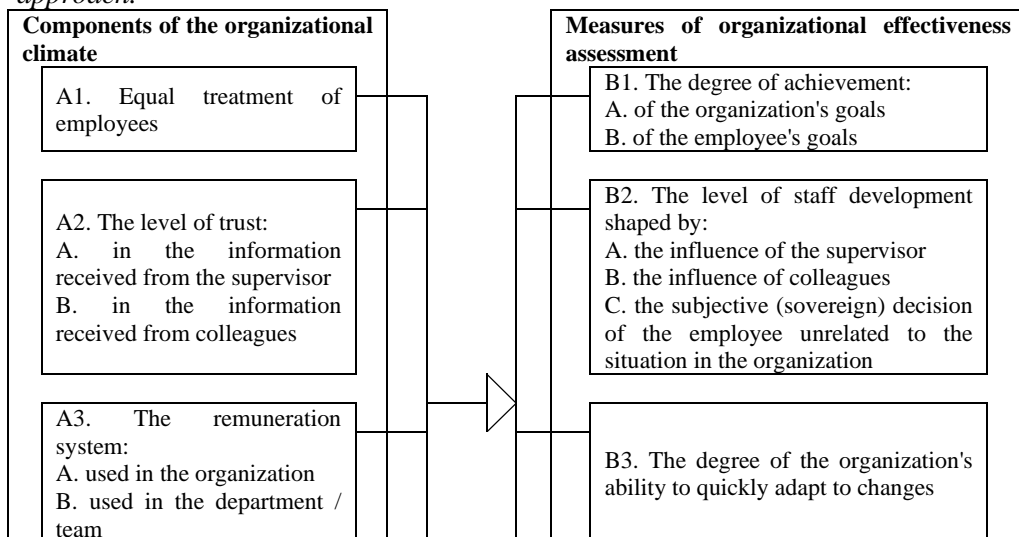 approach.
Components of the organizational
climate
A1. Equal treatment of
employees
A2. The level of trust:
A. in the information
received from the supervisor
B. in the information
received from colleagues
A3. The remuneration
system:
A. used in the organization
B. used in the department /
team
Measures of organizational effectiveness
assessment
B1. The degree of achievement:
A. of the organization's goals
B. of the employee's goals
B2. The level of staff development
shaped by:
A. the influence of the supervisor
B. the influence of colleagues
C. the subjective (sovereign) decision
of the employee unrelated to the
situation in the organization
B3. The degree of the organization's
ability to quickly adapt to changes